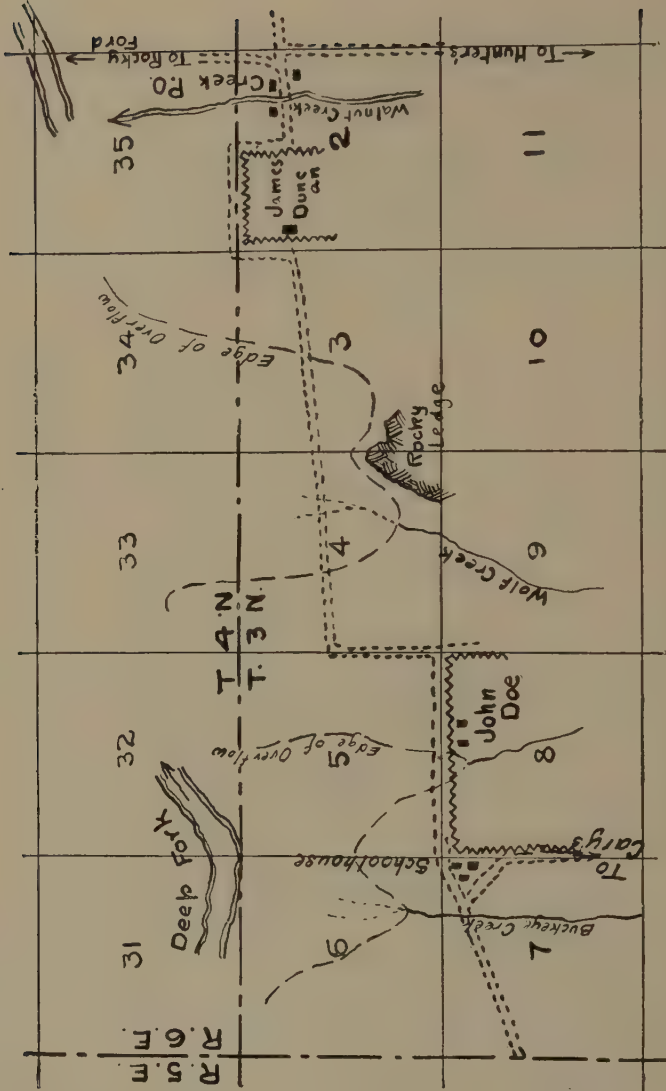 To Rocky
Ford
Creek P.O.
Walnut Creek
To Hunter's
35
34
33
32
31
James
Dunc
an
2
11
Edge of Overflow
3
10
Rocky
Ledge
4
9
Wolf Creek
T. 4. N.
T. 3. N.
Edge of Overflow
5
John
Doe
8
Deep Fork
Schoolhouse
To
Cary's
6
Buckeye Creek
7
R. 6. E.
R. 5. E.